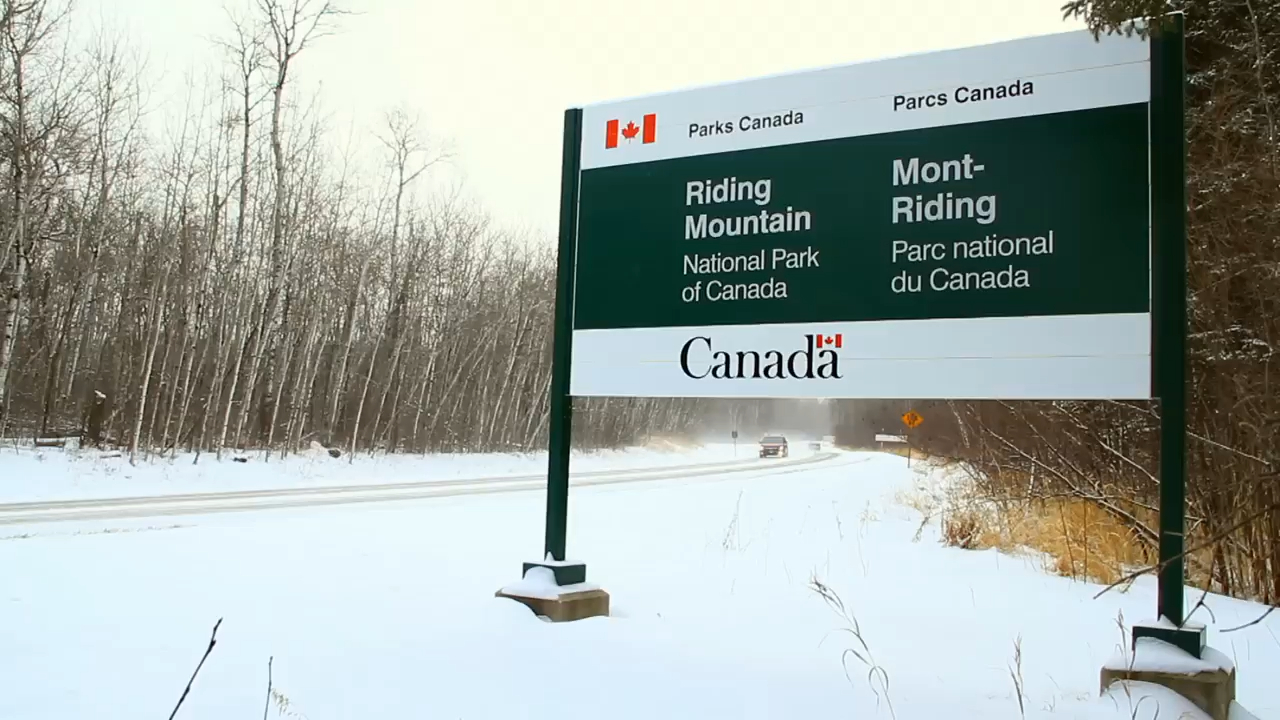 Parks Canada
Parcs Canada
Riding
Mountain
National Park
of Canada
Mont-
Riding
Parc national
du Canada
Canada